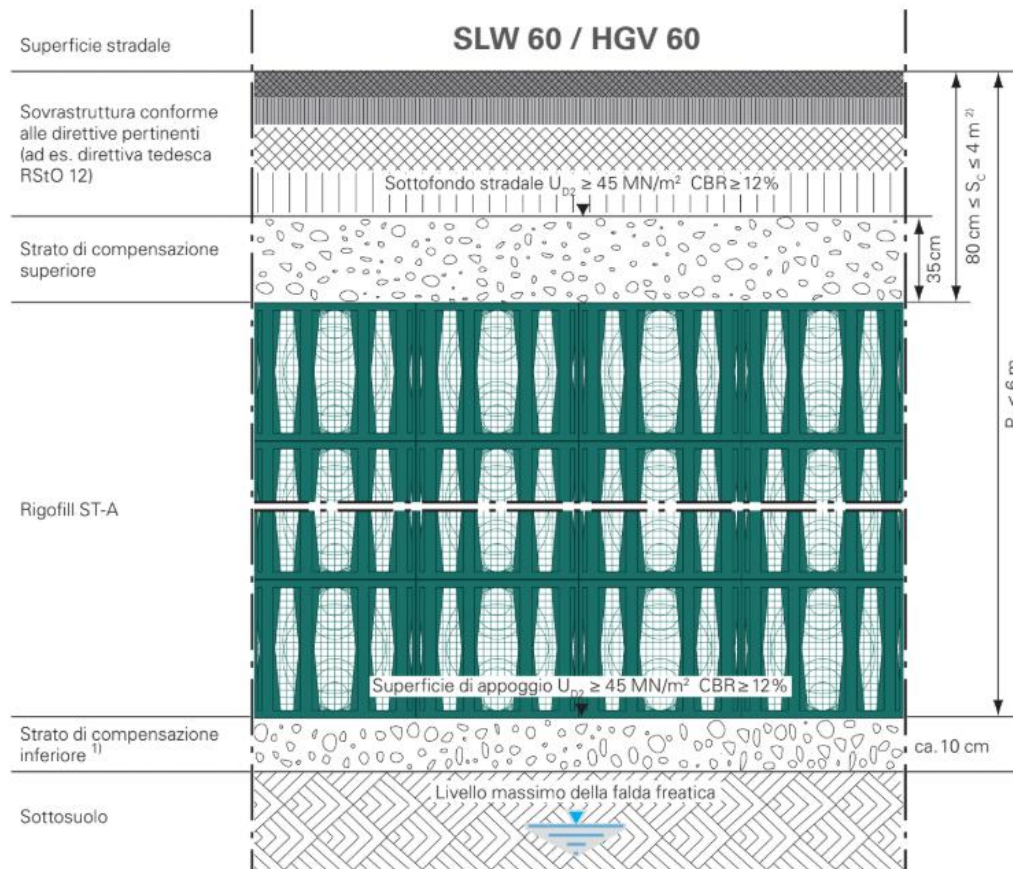 SLW 60 / HGV 60
Superficie stradale
Sovrastruttura conforme
alle direttive pertinenti
(ad es. direttiva tedesca
RStO 12)
Sottofondo stradale U_D2 ≥ 45 MN/m² CBR ≥ 12%
Strato di compensazione
superiore
35cm
80 cm ≤ S_C ≤ 4 m ²⁾
≤ 6 m
Rigofill ST-A
Superficie di appoggio U_D2 ≥ 45 MN/m² CBR ≥ 12%
Strato di compensazione
inferiore ¹⁾
ca. 10 cm
Livello massimo della falda freatica
Sottosuolo